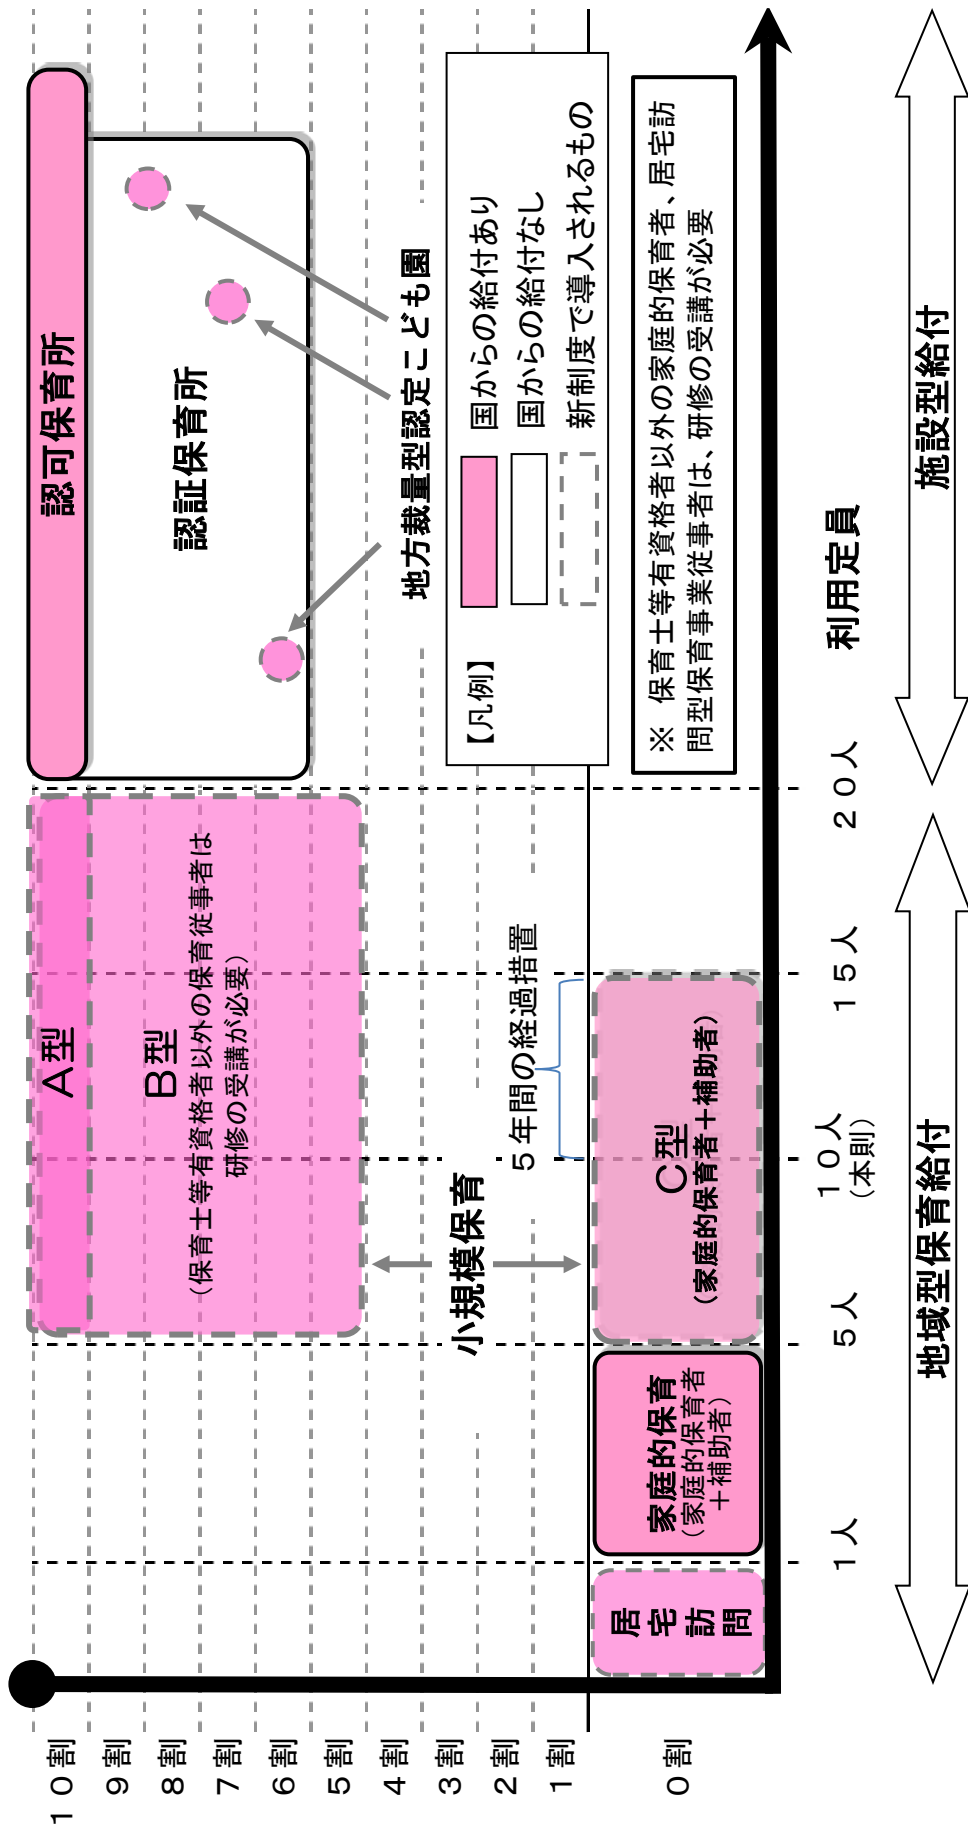 １０割
９割
８割
７割
６割
５割
４割
３割
２割
１割
０割
認可保育所
認証保育所
地方裁量型認定こども園
Ａ型
Ｂ型
（保育士等有資格者以外の保育従事者は
研修の受講が必要）
小規模保育
５年間の経過措置
Ｃ型
（家庭的保育者＋補助者）
家庭的保育
（家庭的保育者
＋補助者）
居宅訪問
【凡例】
国からの給付あり
国からの給付なし
新制度で導入されるもの
※ 保育士等有資格者以外の家庭的保育者、居宅訪
問型保育事業従事者は、研修の受講が必要
１人
５人
１０人
（本則）
１５人
２０人
利用定員
地域型保育給付
施設型給付